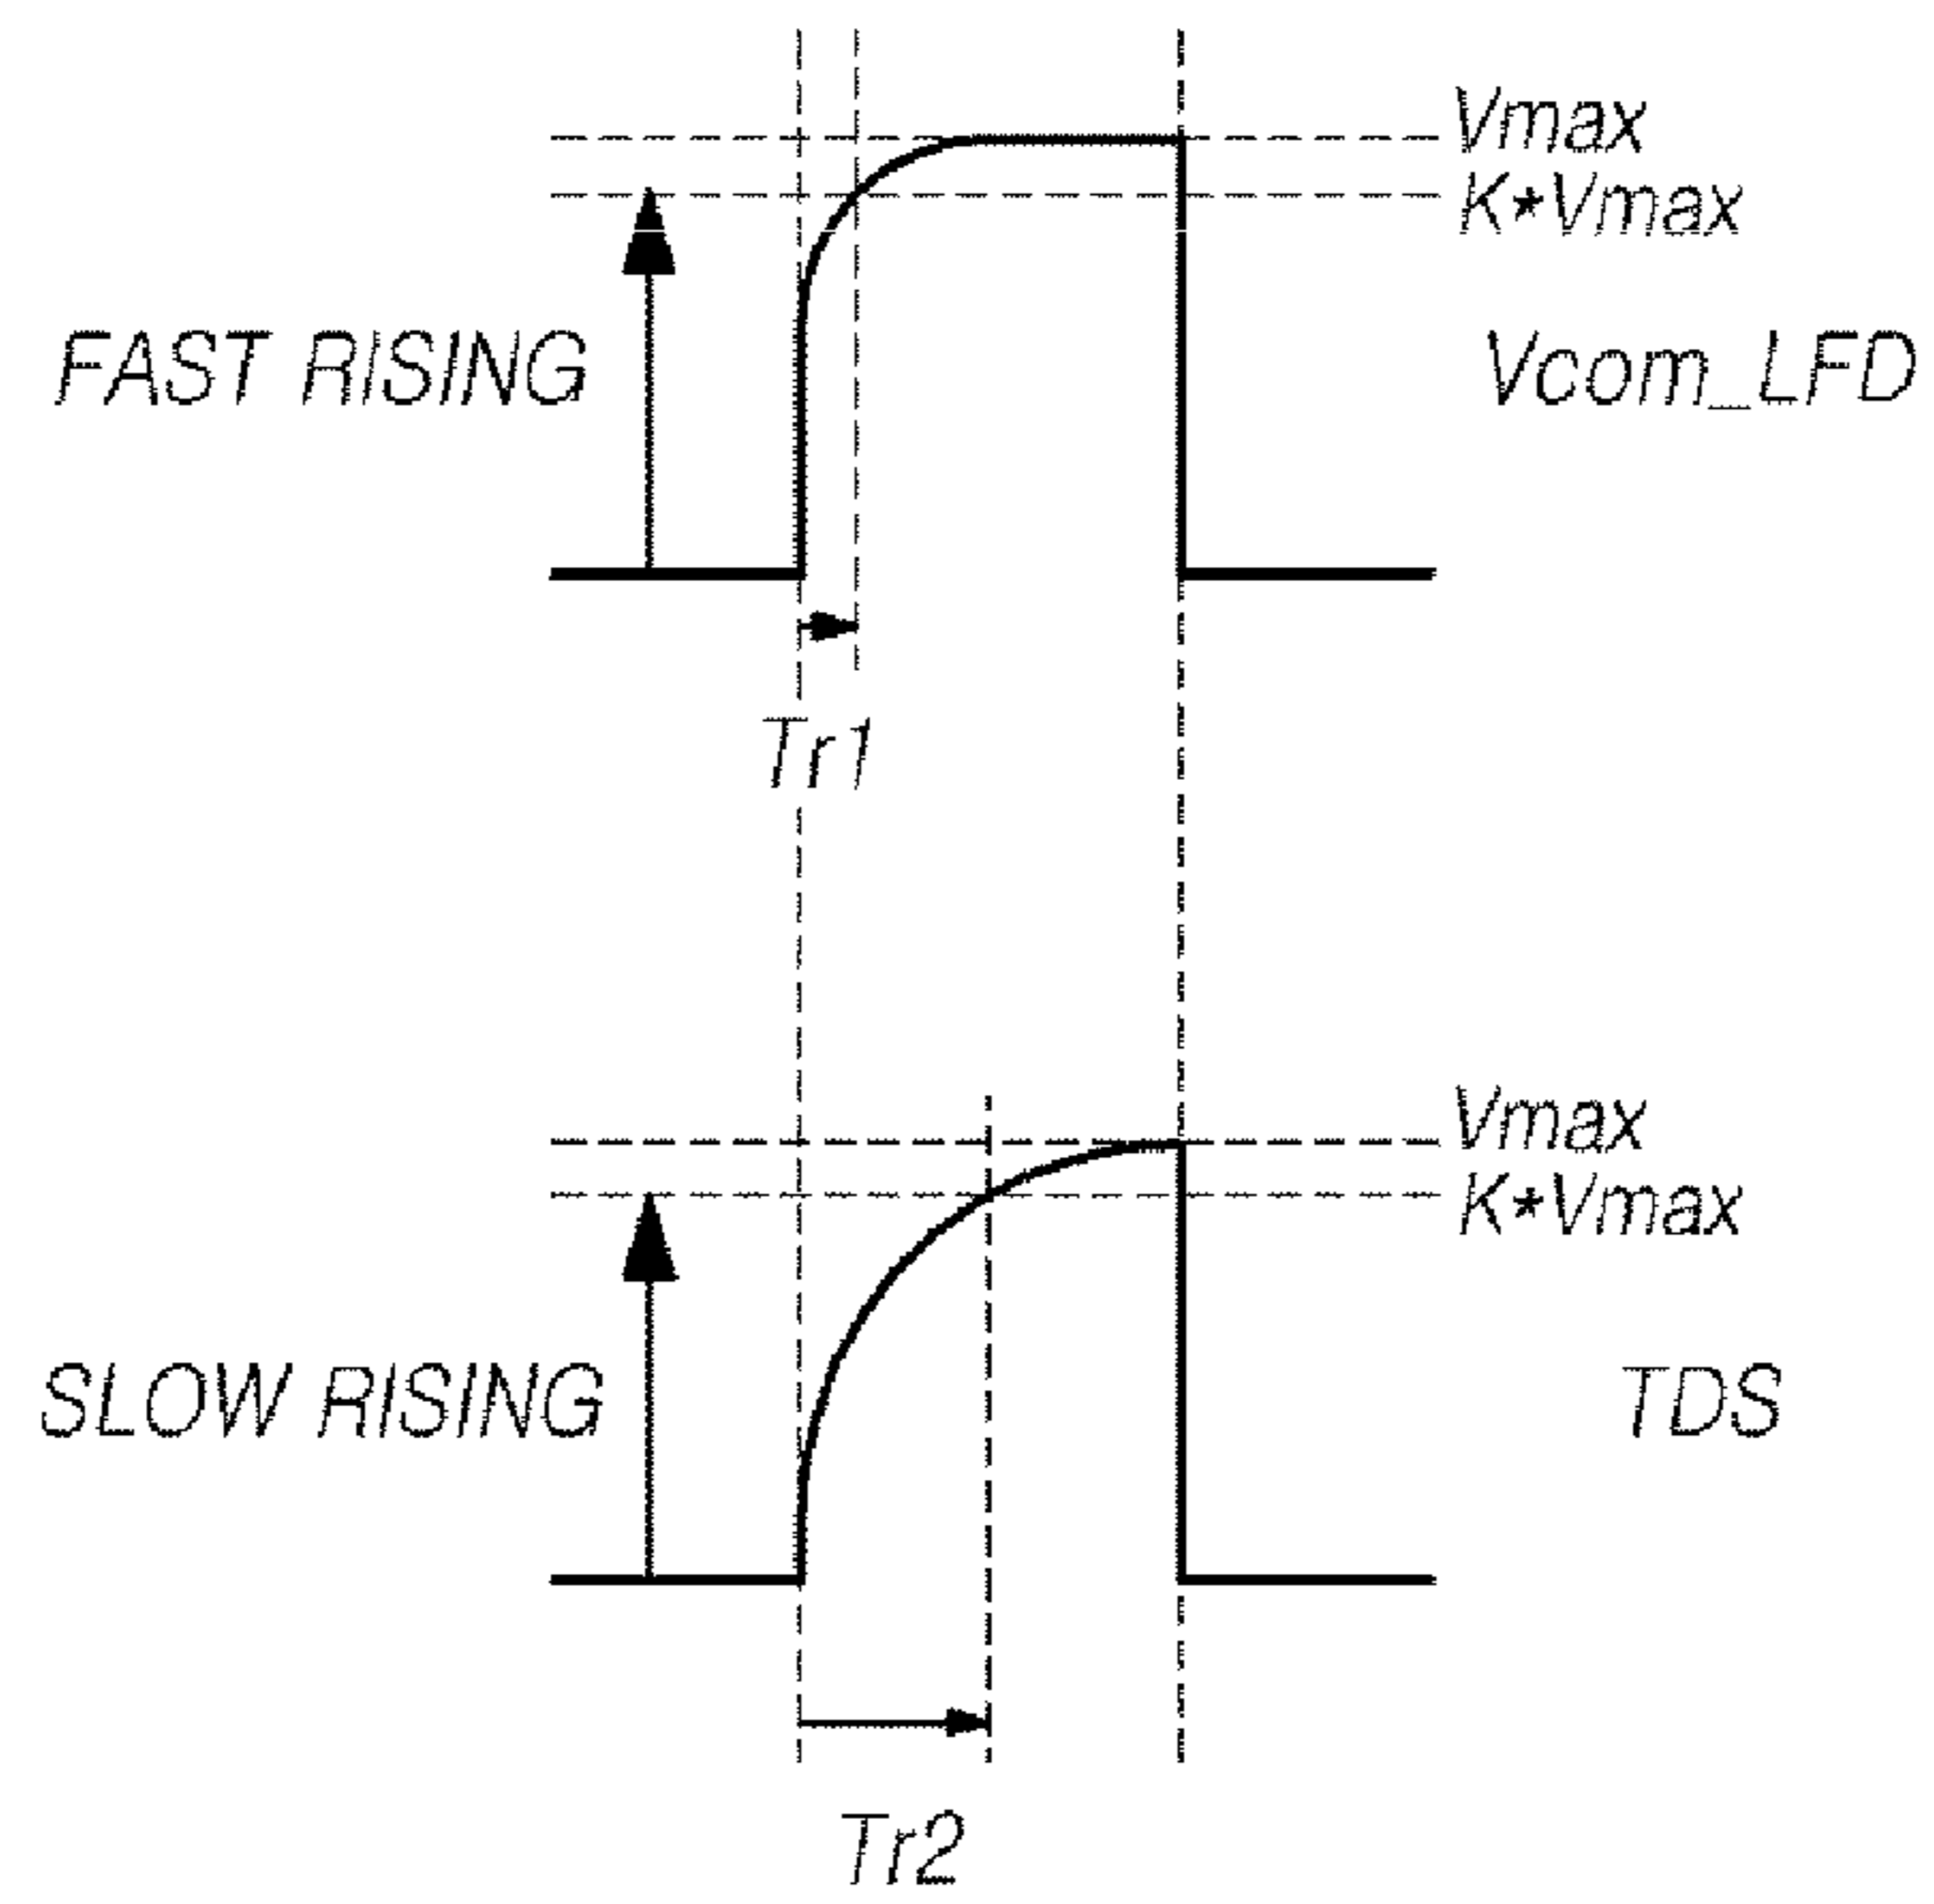 Vmax
K*Vmax
FAST RISING
Vcom_LFD
Tr1
Vmax
K*Vmax
SLOW RISING
TDS
Tr2